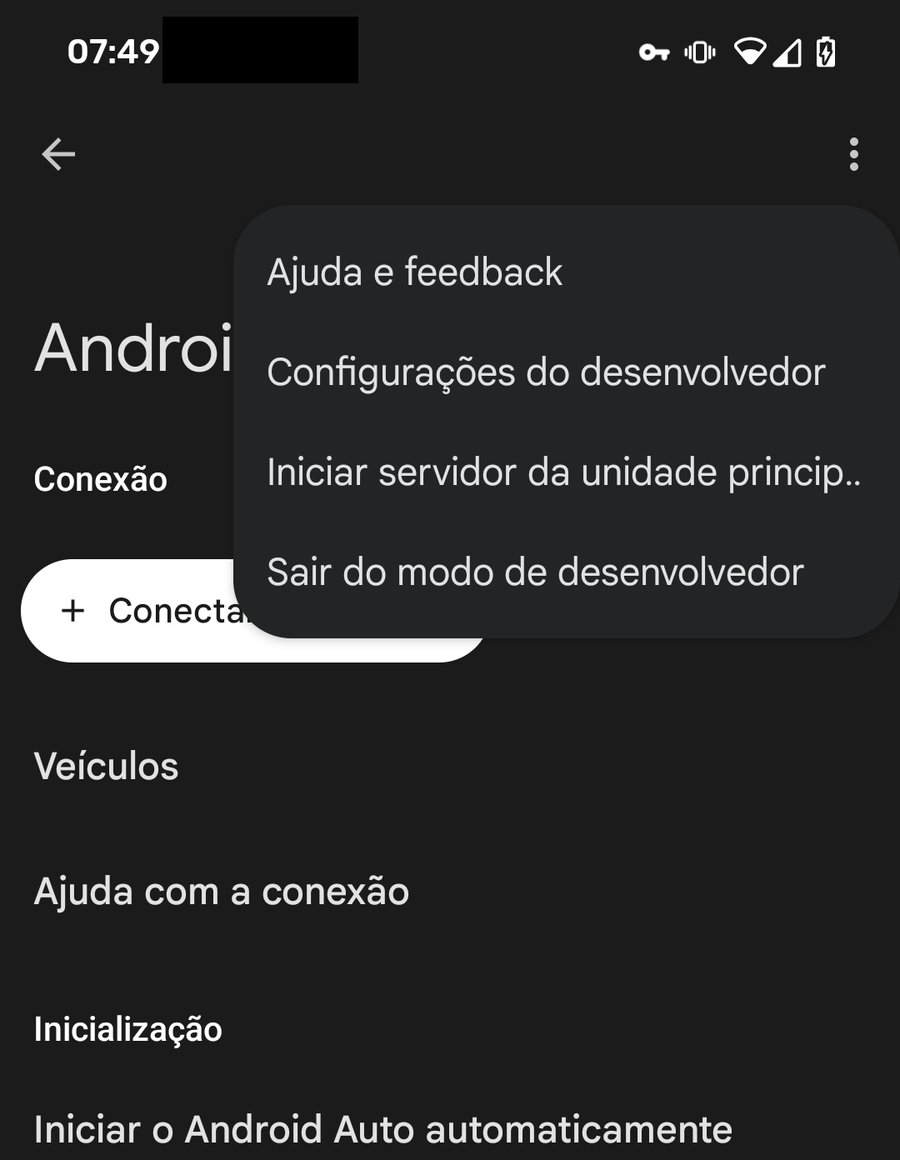 07:49
Ajuda e feedback
Androi
Configurações do desenvolvedor
Conexão
Iniciar servidor da unidade princip..
Sair do modo de desenvolvedor
+ Conecta
Veículos
Ajuda com a conexão
Inicialização
Iniciar o Android Auto automaticamente